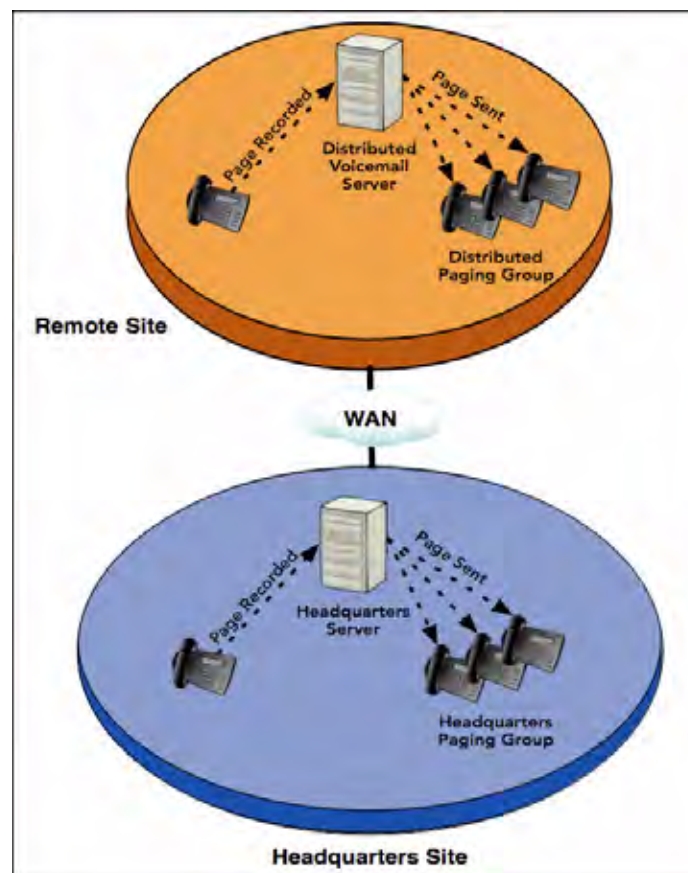 Page Recorded
Page Sent
Distributed
Voicemail
Server
Distributed
Paging Group
Remote Site
WAN
Page Recorded
Page Sent
Headquarters
Server
Headquarters
Paging Group
Headquarters Site